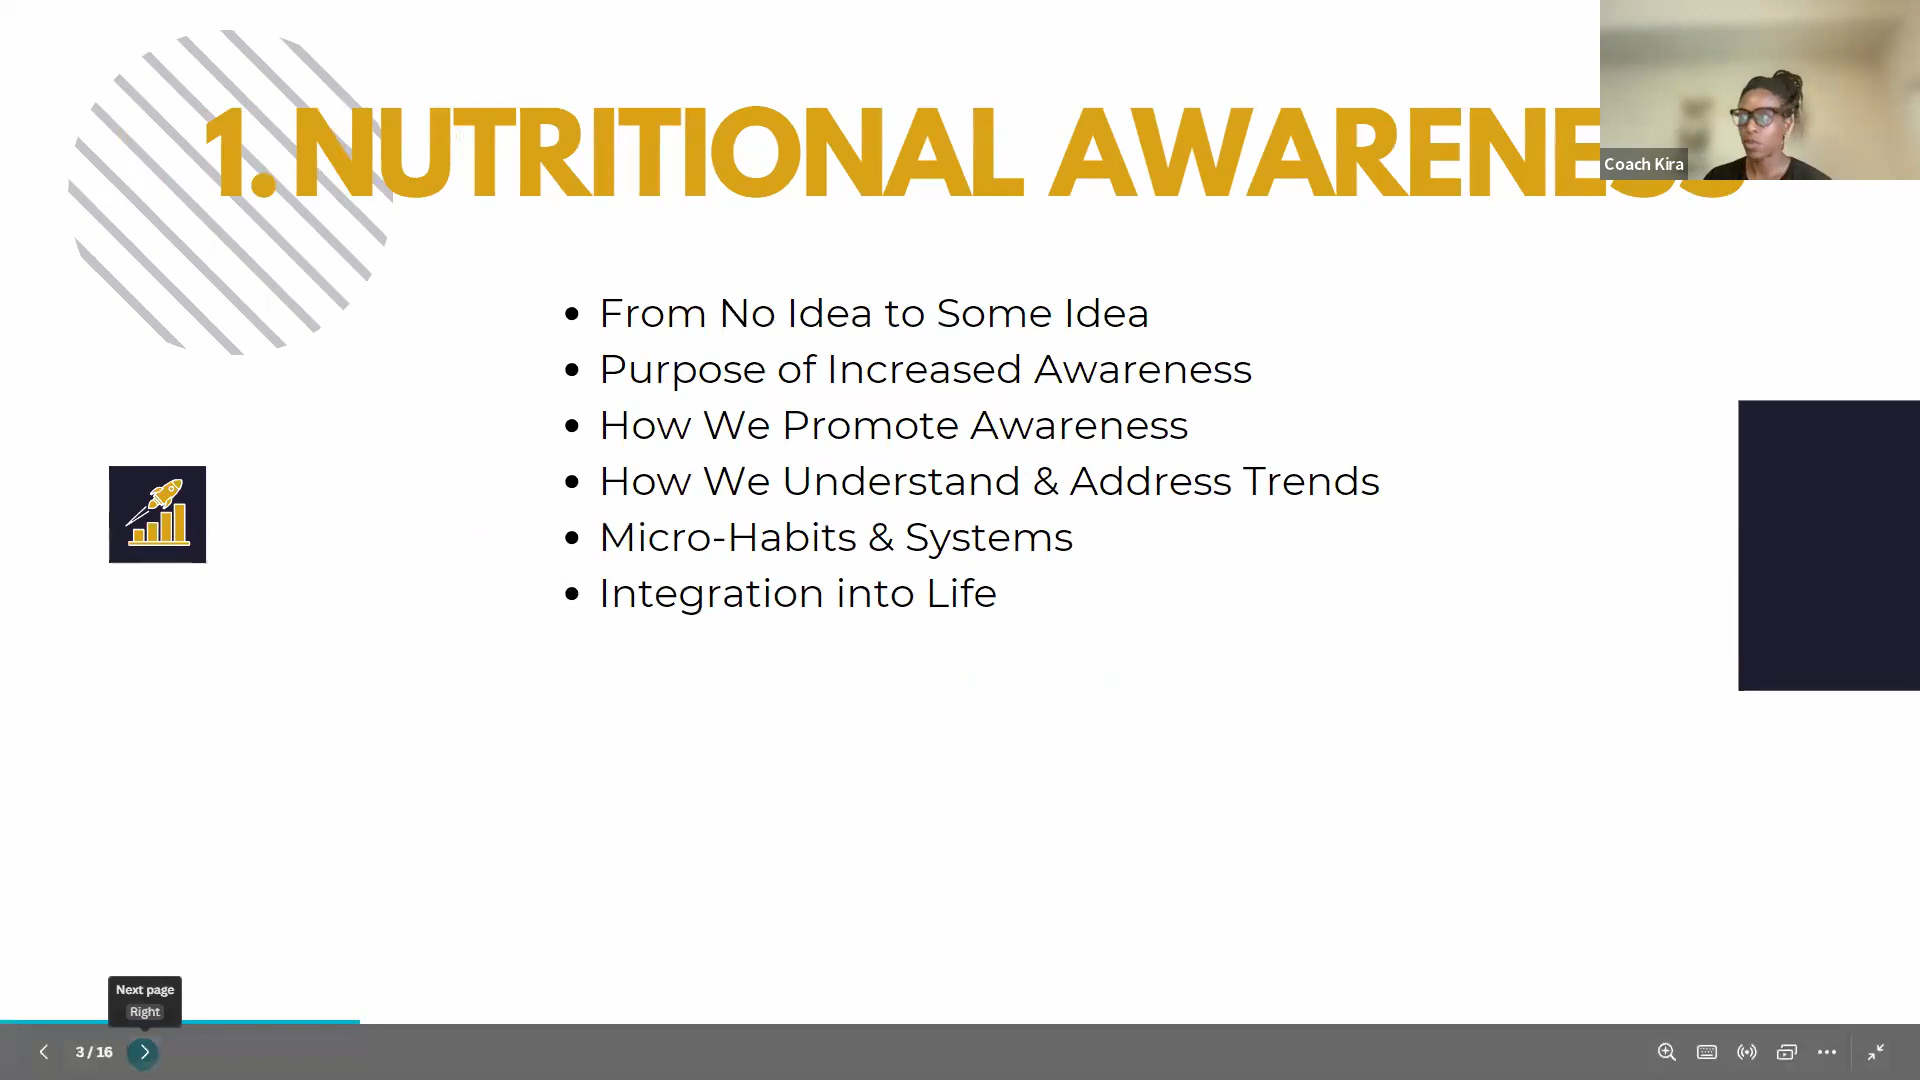 1. NUTRITIONAL AWARENESS
Coach Kira
• From No Idea to Some Idea
• Purpose of Increased Awareness
• How We Promote Awareness
• How We Understand & Address Trends
• Micro-Habits & Systems
• Integration into Life
Next page
Right
3 / 16